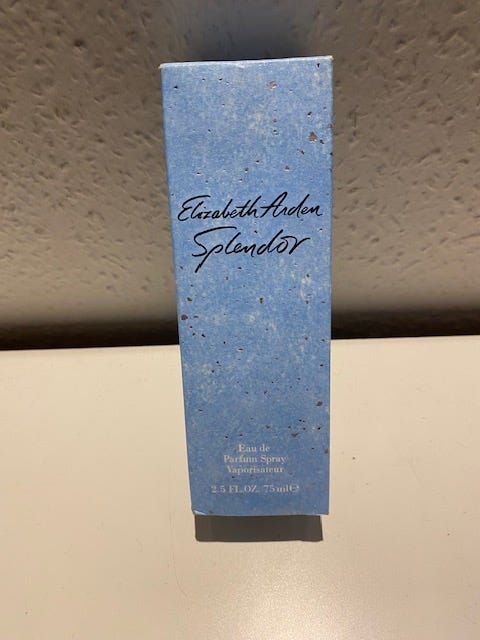 Elizabeth Arden
Splendor
Eau de
Parfum Spray
Vaporisateur
2.5 FL.OZ. 75 ml ℮